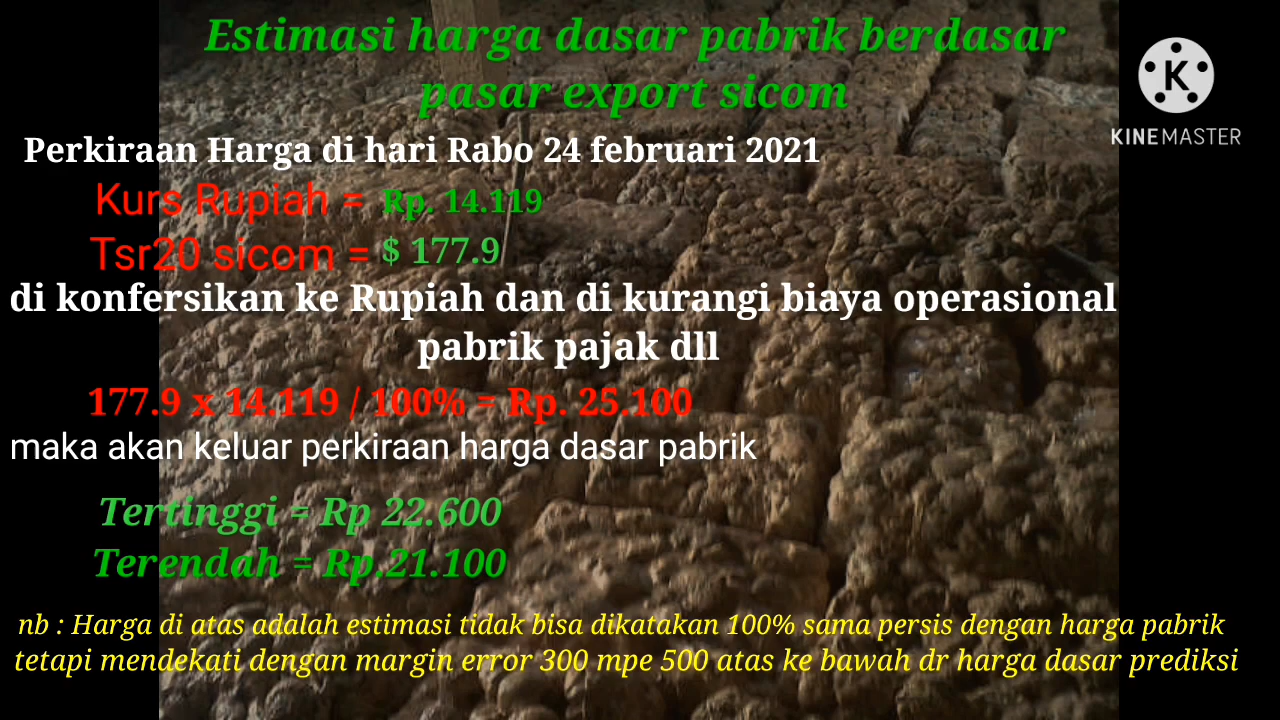 Estimasi harga dasar pabrik berdasar
pasar export sicom
KINEMASTER
Perkiraan Harga di hari Rabo 24 februari 2021
Kurs Rupiah = Rp. 14.119
Tsr20 sicom = $ 177.9
di konfersikan ke Rupiah dan di kurangi biaya operasional
pabrik pajak dll
177.9 x 14.119 / 100% = Rp. 25.100
maka akan keluar perkiraan harga dasar pabrik
Tertinggi = Rp 22.600
Terendah = Rp.21.100
nb : Harga di atas adalah estimasi tidak bisa dikatakan 100% sama persis dengan harga pabrik
tetapi mendekati dengan margin error 300 mpe 500 atas ke bawah dr harga dasar prediksi